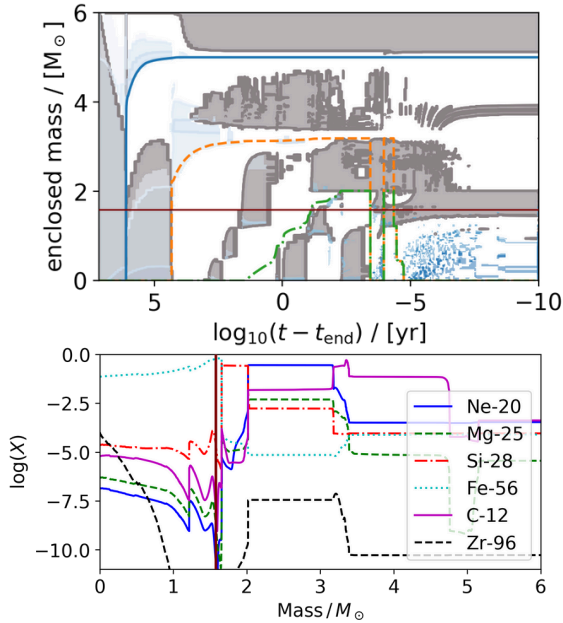 6
4
2
0
enclosed mass / [M⊙]
5
0
−5
−10
log₁₀(t − t_end) / [yr]
0.0
−2.5
−5.0
−7.5
−10.0
log(X)
Ne-20
Mg-25
Si-28
Fe-56
C-12
Zr-96
0
1
2
3
4
5
6
Mass / M⊙